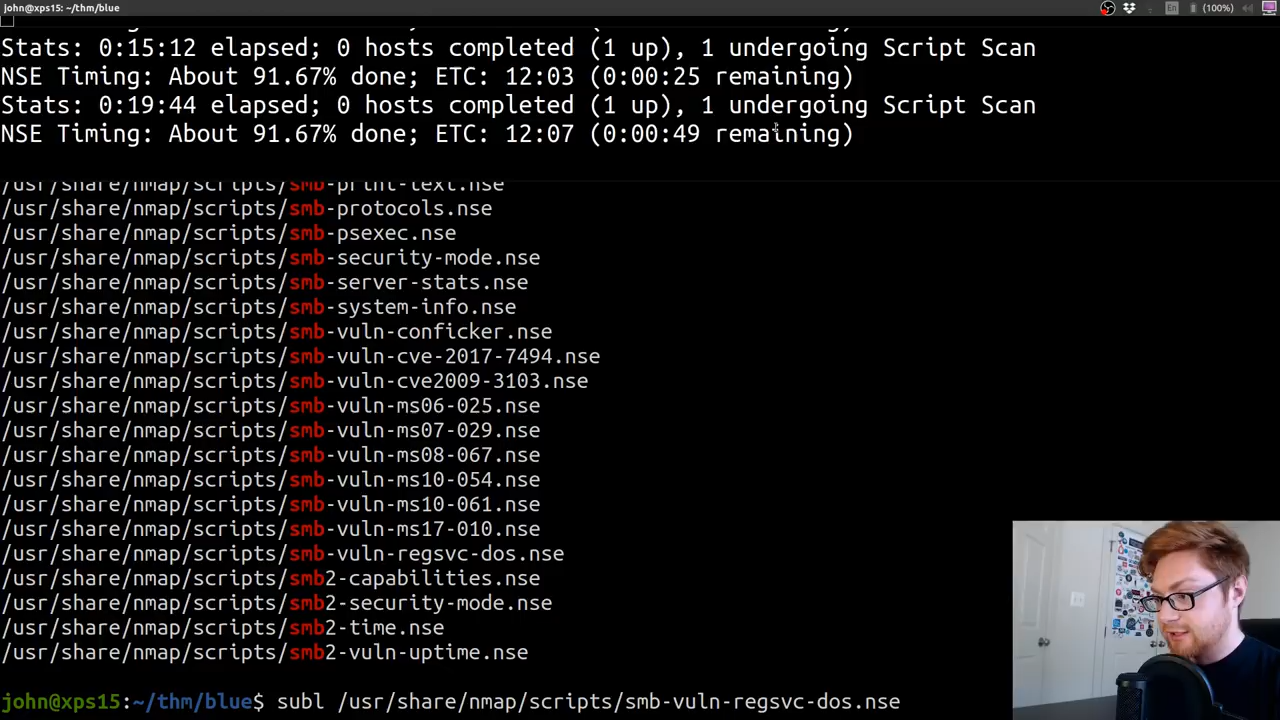 john@xps15: ~/thm/blue
En
(100%)
Stats: 0:15:12 elapsed; 0 hosts completed (1 up), 1 undergoing Script Scan
NSE Timing: About 91.67% done; ETC: 12:03 (0:00:25 remaining)
Stats: 0:19:44 elapsed; 0 hosts completed (1 up), 1 undergoing Script Scan
NSE Timing: About 91.67% done; ETC: 12:07 (0:00:49 remaining)
/usr/share/nmap/scripts/smb-print-text.nse
/usr/share/nmap/scripts/smb-protocols.nse
/usr/share/nmap/scripts/smb-psexec.nse
/usr/share/nmap/scripts/smb-security-mode.nse
/usr/share/nmap/scripts/smb-server-stats.nse
/usr/share/nmap/scripts/smb-system-info.nse
/usr/share/nmap/scripts/smb-vuln-conficker.nse
/usr/share/nmap/scripts/smb-vuln-cve-2017-7494.nse
/usr/share/nmap/scripts/smb-vuln-cve2009-3103.nse
/usr/share/nmap/scripts/smb-vuln-ms06-025.nse
/usr/share/nmap/scripts/smb-vuln-ms07-029.nse
/usr/share/nmap/scripts/smb-vuln-ms08-067.nse
/usr/share/nmap/scripts/smb-vuln-ms10-054.nse
/usr/share/nmap/scripts/smb-vuln-ms10-061.nse
/usr/share/nmap/scripts/smb-vuln-ms17-010.nse
/usr/share/nmap/scripts/smb-vuln-regsvc-dos.nse
/usr/share/nmap/scripts/smb2-capabilities.nse
/usr/share/nmap/scripts/smb2-security-mode.nse
/usr/share/nmap/scripts/smb2-time.nse
/usr/share/nmap/scripts/smb2-vuln-uptime.nse
john@xps15:~/thm/blue$ subl /usr/share/nmap/scripts/smb-vuln-regsvc-dos.nse